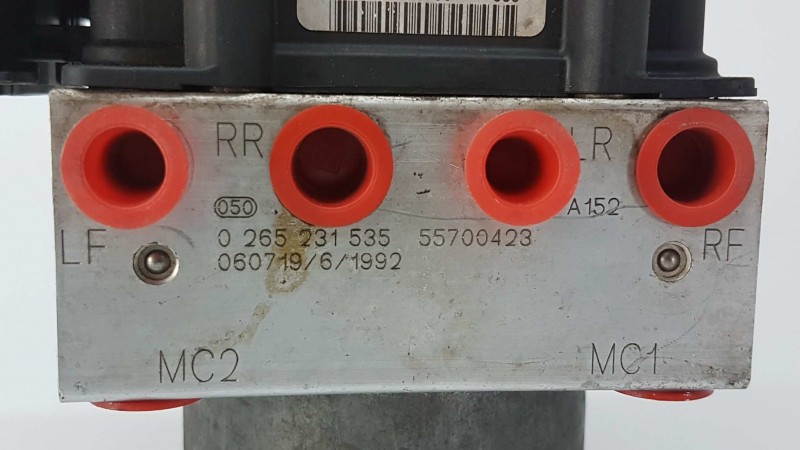 RR LR
050 A152
LF 0 265 231 535 55700423 RF
060719/6/1992
MC2 MC1